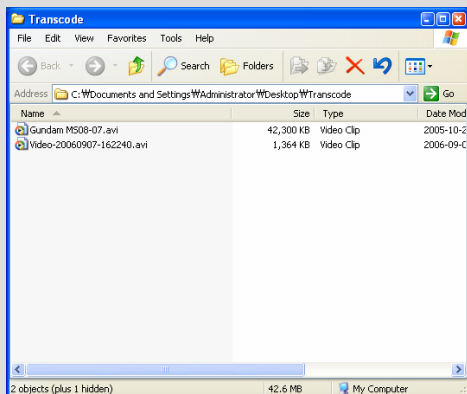 Transcode
File Edit View Favorites Tools Help
Back Search Folders
Address C:₩Documents and Settings₩Administrator₩Desktop₩Transcode Go
Name Size Type Date Mod
Gundam MS08-07.avi 42,300 KB Video Clip 2005-10-2
Video-20060907-162240.avi 1,364 KB Video Clip 2006-09-0
2 objects (plus 1 hidden) 42.6 MB My Computer